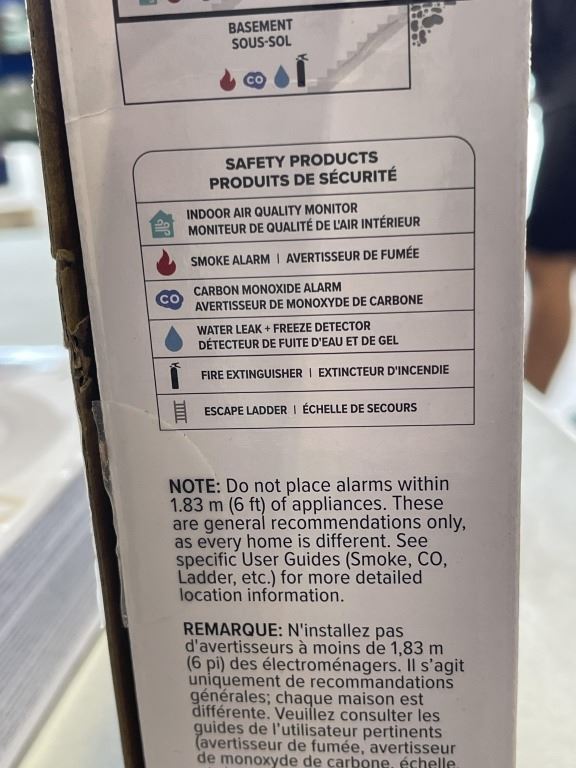 BASEMENT
SOUS-SOL
CO
SAFETY PRODUCTS
PRODUITS DE SÉCURITÉ
INDOOR AIR QUALITY MONITOR
MONITEUR DE QUALITÉ DE L'AIR INTÉRIEUR
SMOKE ALARM | AVERTISSEUR DE FUMÉE
CO
CARBON MONOXIDE ALARM
AVERTISSEUR DE MONOXYDE DE CARBONE
WATER LEAK + FREEZE DETECTOR
DÉTECTEUR DE FUITE D'EAU ET DE GEL
FIRE EXTINGUISHER | EXTINCTEUR D'INCENDIE
ESCAPE LADDER | ÉCHELLE DE SECOURS
NOTE: Do not place alarms within
1.83 m (6 ft) of appliances. These
are general recommendations only,
as every home is different. See
specific User Guides (Smoke, CO,
Ladder, etc.) for more detailed
location information.
REMARQUE: N'installez pas
d'avertisseurs à moins de 1,83 m
(6 pi) des électroménagers. Il s'agit
uniquement de recommandations
générales; chaque maison est
différente. Veuillez consulter les
guides de l'utilisateur pertinents
(avertisseur de fumée, avertisseur
de monoxyde de carbone, échelle,